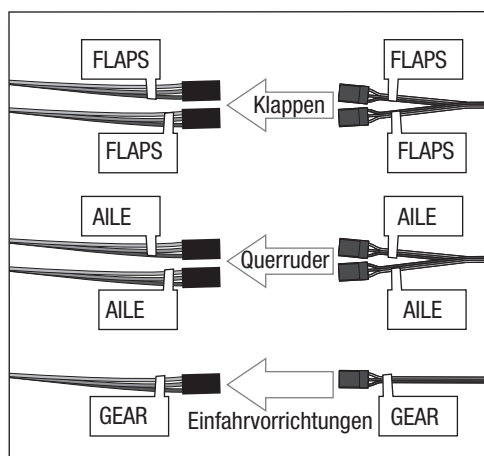 FLAPS FLAPS
Klappen
FLAPS FLAPS
AILE AILE
Querruder
AILE AILE
GEAR Einfahrvorrichtungen GEAR